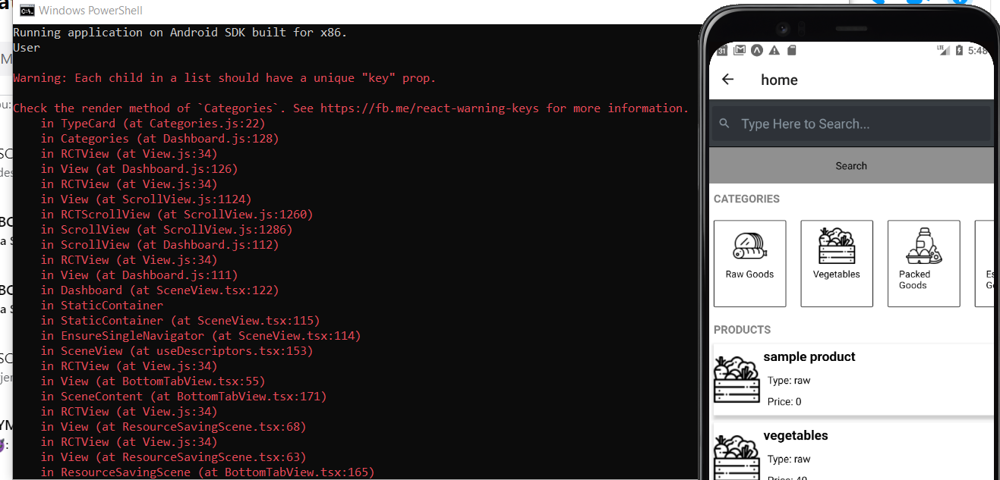 Windows PowerShell
Running application on Android SDK built for x86.
User
Warning: Each child in a list should have a unique "key" prop.
Check the render method of `Categories`. See https://fb.me/react-warning-keys for more information.
in TypeCard (at Categories.js:22)
in Categories (at Dashboard.js:128)
in RCTView (at View.js:34)
in View (at Dashboard.js:126)
in RCTView (at View.js:34)
in View (at ScrollView.js:1124)
in RCTScrollView (at ScrollView.js:1260)
in ScrollView (at ScrollView.js:1286)
in ScrollView (at Dashboard.js:112)
in RCTView (at View.js:34)
in View (at Dashboard.js:111)
in Dashboard (at SceneView.tsx:122)
in StaticContainer
in StaticContainer (at SceneView.tsx:115)
in EnsureSingleNavigator (at SceneView.tsx:114)
in SceneView (at useDescriptors.tsx:153)
in RCTView (at View.js:34)
in View (at BottomTabView.tsx:55)
in SceneContent (at BottomTabView.tsx:171)
in RCTView (at View.js:34)
in View (at ResourceSavingScene.tsx:68)
in RCTView (at View.js:34)
in View (at ResourceSavingScene.tsx:63)
in ResourceSavingScene (at BottomTabView.tsx:165)
31
LTE 5:48
home
Type Here to Search...
Search
CATEGORIES
Raw Goods
Vegetables
Packed
Goods
PRODUCTS
sample product
Type: raw
Price: 0
vegetables
Type: raw
Price: 40